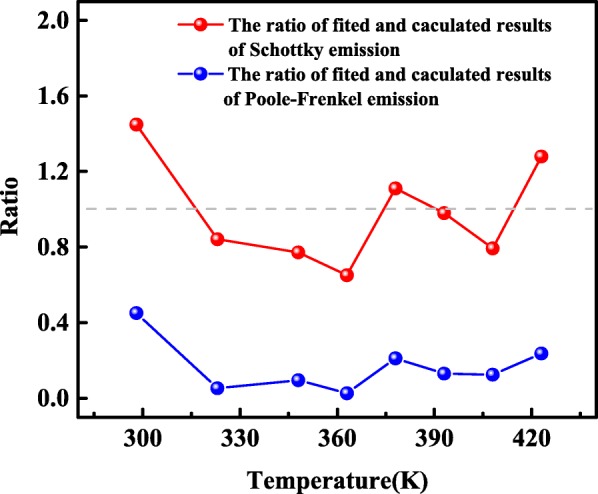 2.0
1.6
1.2
0.8
0.4
0.0
Ratio
The ratio of fited and caculated results
of Schottky emission
The ratio of fited and caculated results
of Poole-Frenkel emission
300 330 360 390 420
Temperature(K)